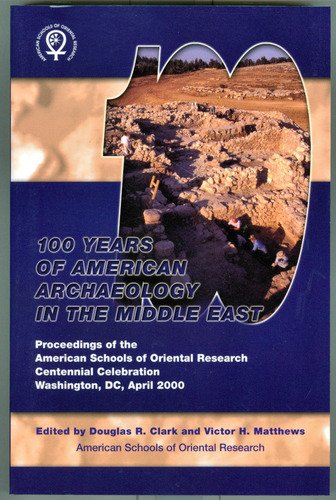 AMERICAN SCHOOLS OF ORIENTAL RESEARCH
100
100 YEARS
OF AMERICAN
ARCHAEOLOGY
IN THE MIDDLE EAST
Proceedings of the
American Schools of Oriental Research
Centennial Celebration
Washington, DC, April 2000
Edited by Douglas R. Clark and Victor H. Matthews
American Schools of Oriental Research